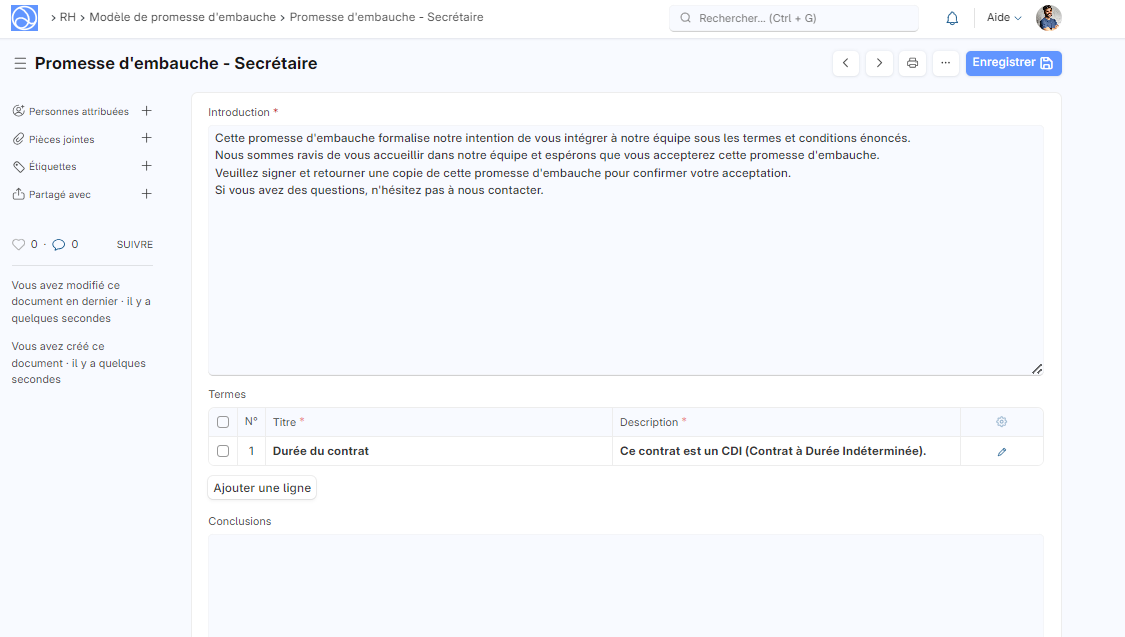 RH > Modèle de promesse d'embauche > Promesse d'embauche - Secrétaire
Rechercher... (Ctrl + G)
Aide
Promesse d'embauche - Secrétaire
...
Enregistrer
Personnes attribuées
Pièces jointes
Étiquettes
Partagé avec
0 · 0 SUIVRE
Vous avez modifié ce
document en dernier · il y a
quelques secondes
Vous avez créé ce
document · il y a quelques
secondes
Introduction *
Cette promesse d'embauche formalise notre intention de vous intégrer à notre équipe sous les termes et conditions énoncés.
Nous sommes ravis de vous accueillir dans notre équipe et espérons que vous accepterez cette promesse d'embauche.
Veuillez signer et retourner une copie de cette promesse d'embauche pour confirmer votre acceptation.
Si vous avez des questions, n'hésitez pas à nous contacter.
Termes
N° Titre * Description *
1 Durée du contrat Ce contrat est un CDI (Contrat à Durée Indéterminée).
Ajouter une ligne
Conclusions